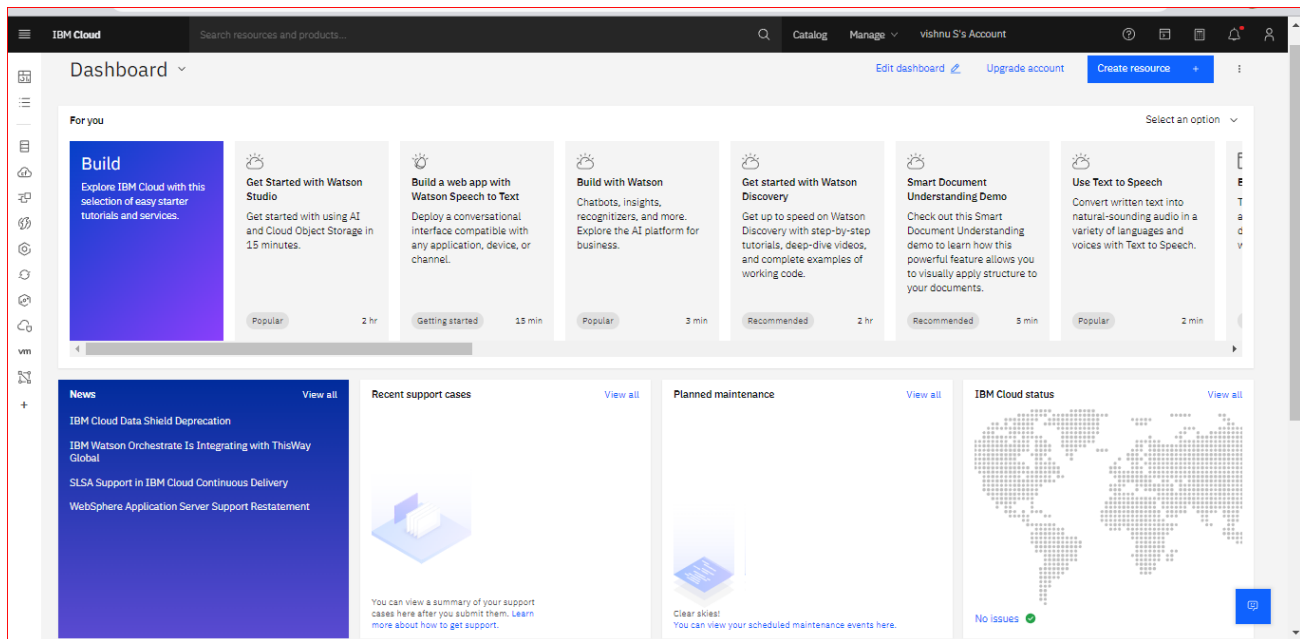 IBM Cloud
Search resources and products...
Catalog
Manage
vishnu S's Account
Dashboard
Edit dashboard
Upgrade account
Create resource +
For you
Select an option
Build
Explore IBM Cloud with this
selection of easy starter
tutorials and services.
Get Started with Watson
Studio
Get started with using AI
and Cloud Object Storage in
15 minutes.
Popular
2 hr
Build a web app with
Watson Speech to Text
Deploy a conversational
interface compatible with
any application, device, or
channel.
Getting started
15 min
Build with Watson
Chatbots, insights,
recognizers, and more.
Explore the AI platform for
business.
Popular
3 min
Get started with Watson
Discovery
Get up to speed on Watson
Discovery with step-by-step
tutorials, deep-dive videos,
and complete examples of
working code.
Recommended
2 hr
Smart Document
Understanding Demo
Check out this Smart
Document Understanding
demo to learn how this
powerful feature allows you
to visually apply structure to
your documents.
Recommended
5 min
Use Text to Speech
Convert written text into
natural-sounding audio in a
variety of languages and
voices with Text to Speech.
Popular
2 min
vm
News
View all
IBM Cloud Data Shield Deprecation
IBM Watson Orchestrate Is Integrating with ThisWay
Global
SLSA Support in IBM Cloud Continuous Delivery
WebSphere Application Server Support Restatement
Recent support cases
View all
You can view a summary of your support
cases here after you submit them. Learn
more about how to get support.
Planned maintenance
View all
Clear skies!
You can view your scheduled maintenance events here.
IBM Cloud status
View all
No issues